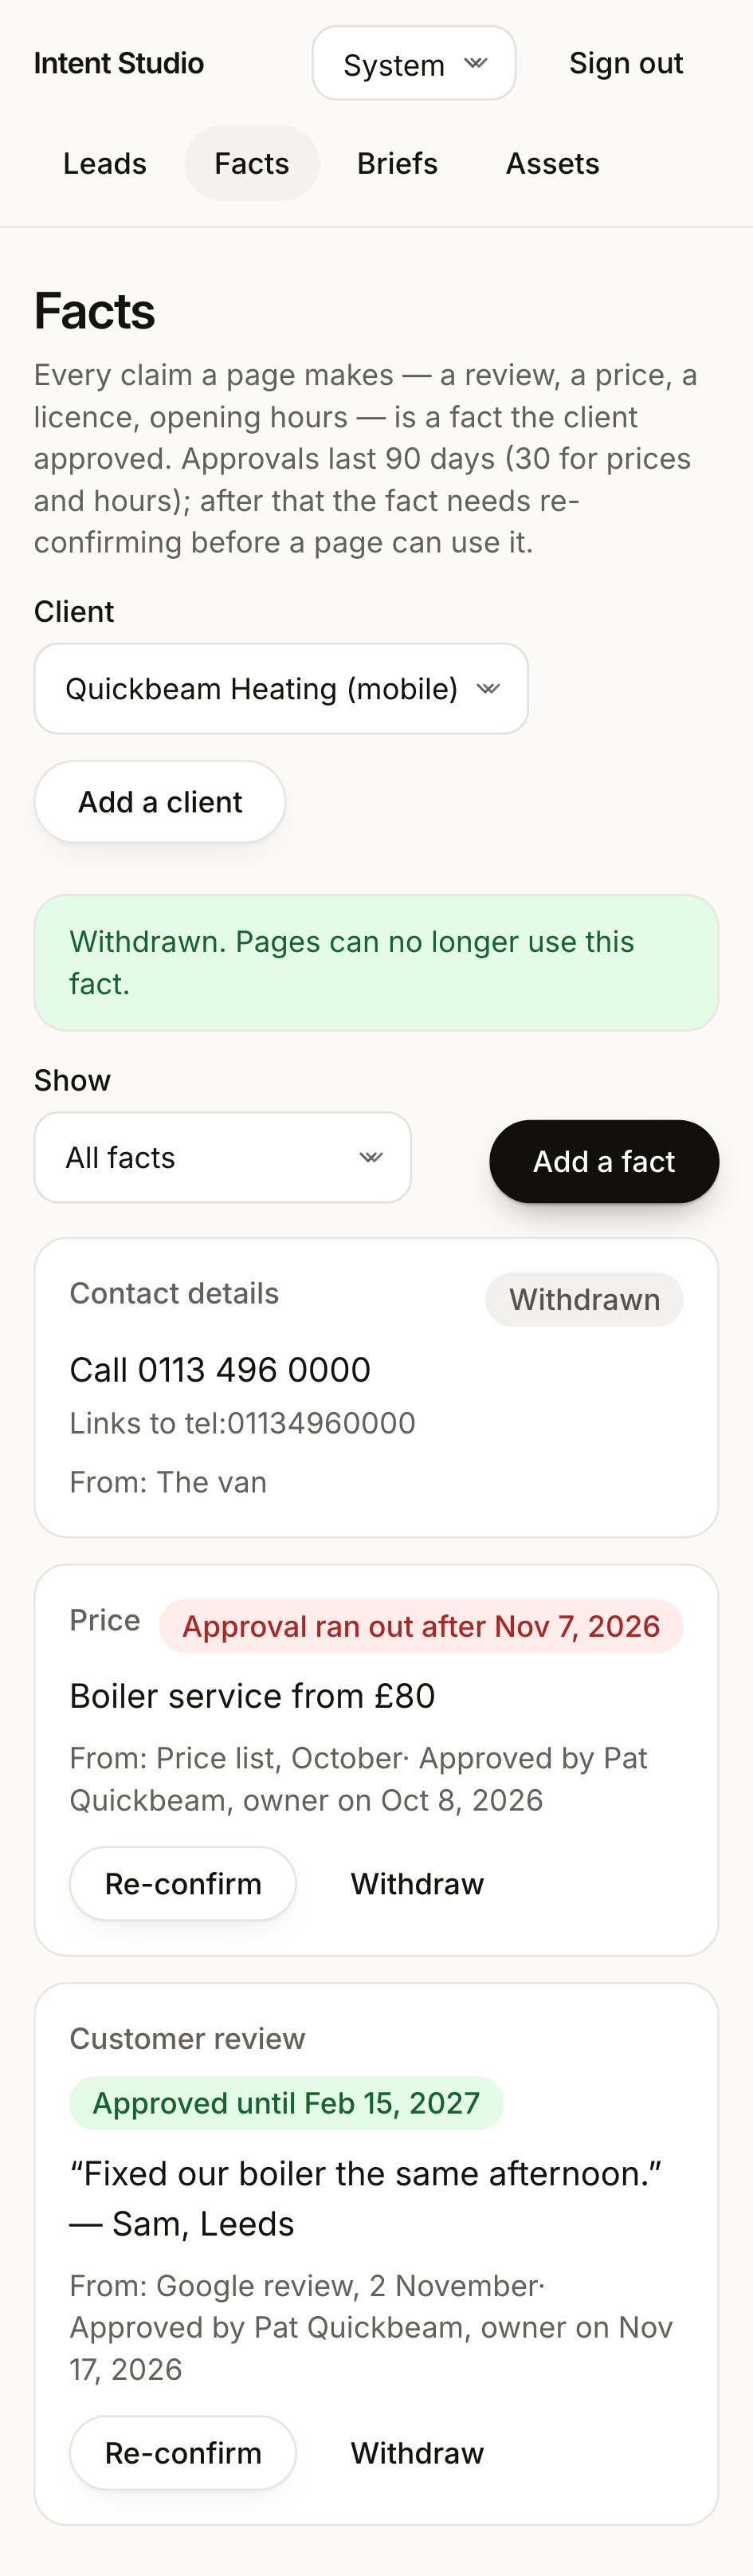 Intent Studio
System
Sign out
Leads
Facts
Briefs
Assets
Facts
Every claim a page makes — a review, a price, a
licence, opening hours — is a fact the client
approved. Approvals last 90 days (30 for prices
and hours); after that the fact needs re-
confirming before a page can use it.
Client
Quickbeam Heating (mobile)
Add a client
Withdrawn. Pages can no longer use this
fact.
Show
All facts
Add a fact
Contact details
Withdrawn
Call 0113 496 0000
Links to tel:01134960000
From: The van
Price
Approval ran out after Nov 7, 2026
Boiler service from £80
From: Price list, October· Approved by Pat
Quickbeam, owner on Oct 8, 2026
Re-confirm
Withdraw
Customer review
Approved until Feb 15, 2027
“Fixed our boiler the same afternoon.”
— Sam, Leeds
From: Google review, 2 November·
Approved by Pat Quickbeam, owner on Nov
17, 2026
Re-confirm
Withdraw